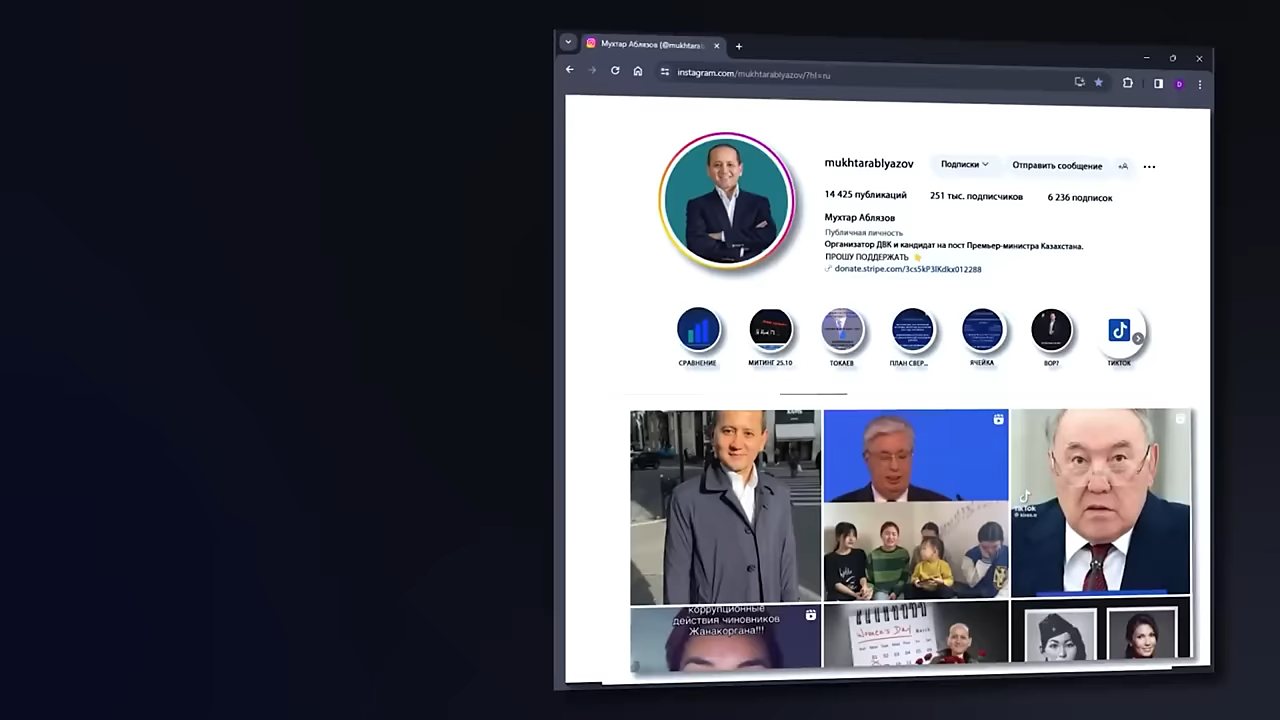 Мухтар Аблязов (@mukhtarab
instagram.com/mukhtarablyazov/?hl=ru
mukhtarablyazov
Подписки
Отправить сообщение
14 425 публикаций
251 тыс. подписчиков
6 236 подписок
Мухтар Аблязов
Публичная личность
Организатор ДВК и кандидат на пост Премьер-министра Казахстана.
ПРОШУ ПОДДЕРЖАТЬ 👇
donate.stripe.com/3cs5kP3lKdkx012288
СРАВНЕНИЕ
МИТИНГ 25.10
ТОКАЕВ
ПЛАН СВЕР...
ЯЧЕЙКА
ВОР?
ТИКТОК
TikTok
коррупционные
действия чиновников
Жанакоргана!!!
Women's Day